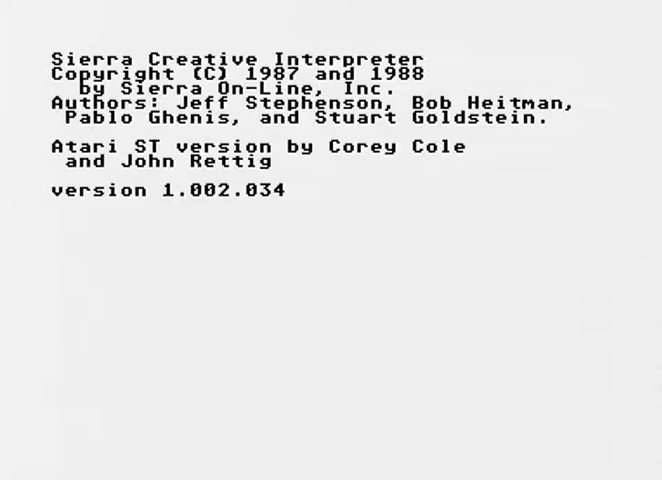 Sierra Creative Interpreter
Copyright (C) 1987 and 1988
by Sierra On-Line, Inc.
Authors: Jeff Stephenson, Bob Heitman,
Pablo Ghenis, and Stuart Goldstein.
Atari ST version by Corey Cole
and John Rettig
version 1.002.034